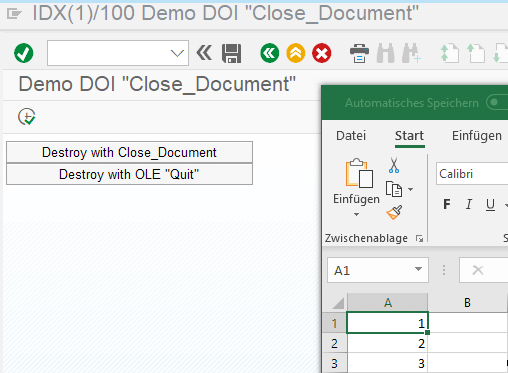 IDX(1)/100 Demo DOI "Close_Document"
Demo DOI "Close_Document"
Destroy with Close_Document
Destroy with OLE "Quit"
Automatisches Speichern
Datei Start Einfügen
Einfügen
Calibri
F K U
Zwischenablage
A1
A B
1 1
2 2
3 3